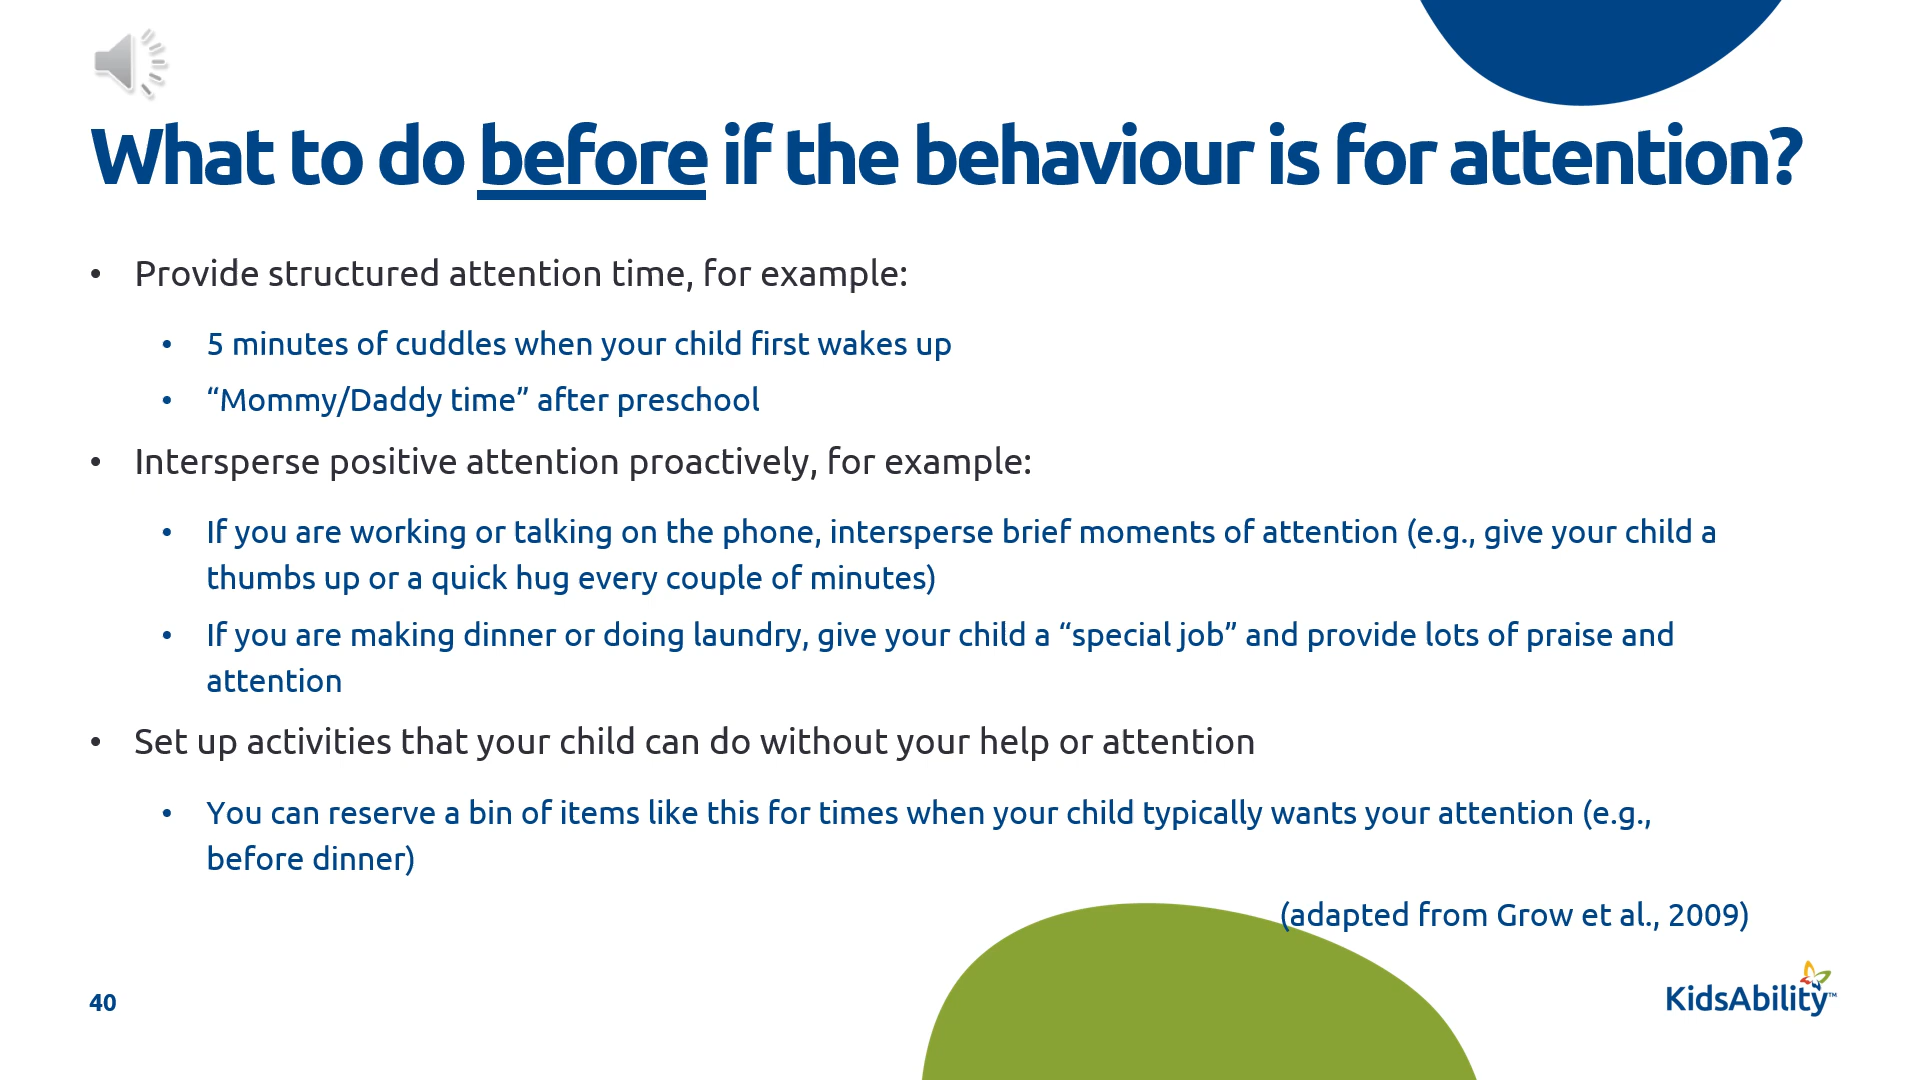 What to do before if the behaviour is for attention?
• Provide structured attention time, for example:
• 5 minutes of cuddles when your child first wakes up
• “Mommy/Daddy time” after preschool
• Intersperse positive attention proactively, for example:
• If you are working or talking on the phone, intersperse brief moments of attention (e.g., give your child a
thumbs up or a quick hug every couple of minutes)
• If you are making dinner or doing laundry, give your child a “special job” and provide lots of praise and
attention
• Set up activities that your child can do without your help or attention
• You can reserve a bin of items like this for times when your child typically wants your attention (e.g.,
before dinner)
(adapted from Grow et al., 2009)
40
KidsAbility™